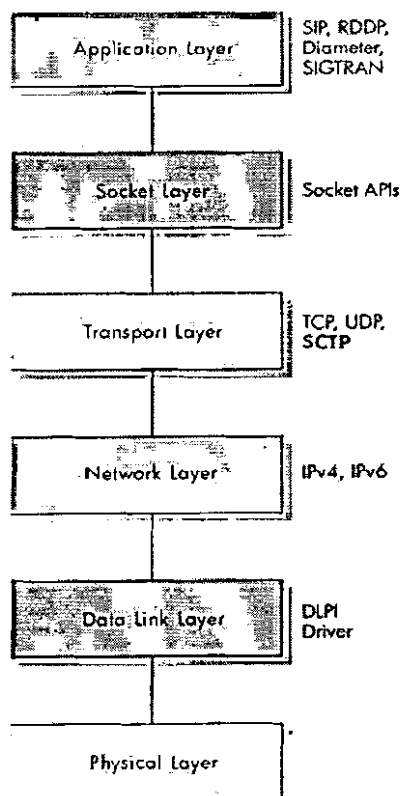 Application Layer
SIP, RDDP,
Diameter,
SIGTRAN
Socket Layer
Socket APIs
Transport Layer
TCP, UDP,
SCTP
Network Layer
IPv4, IPv6
Data Link Layer
DLPI
Driver
Physical Layer